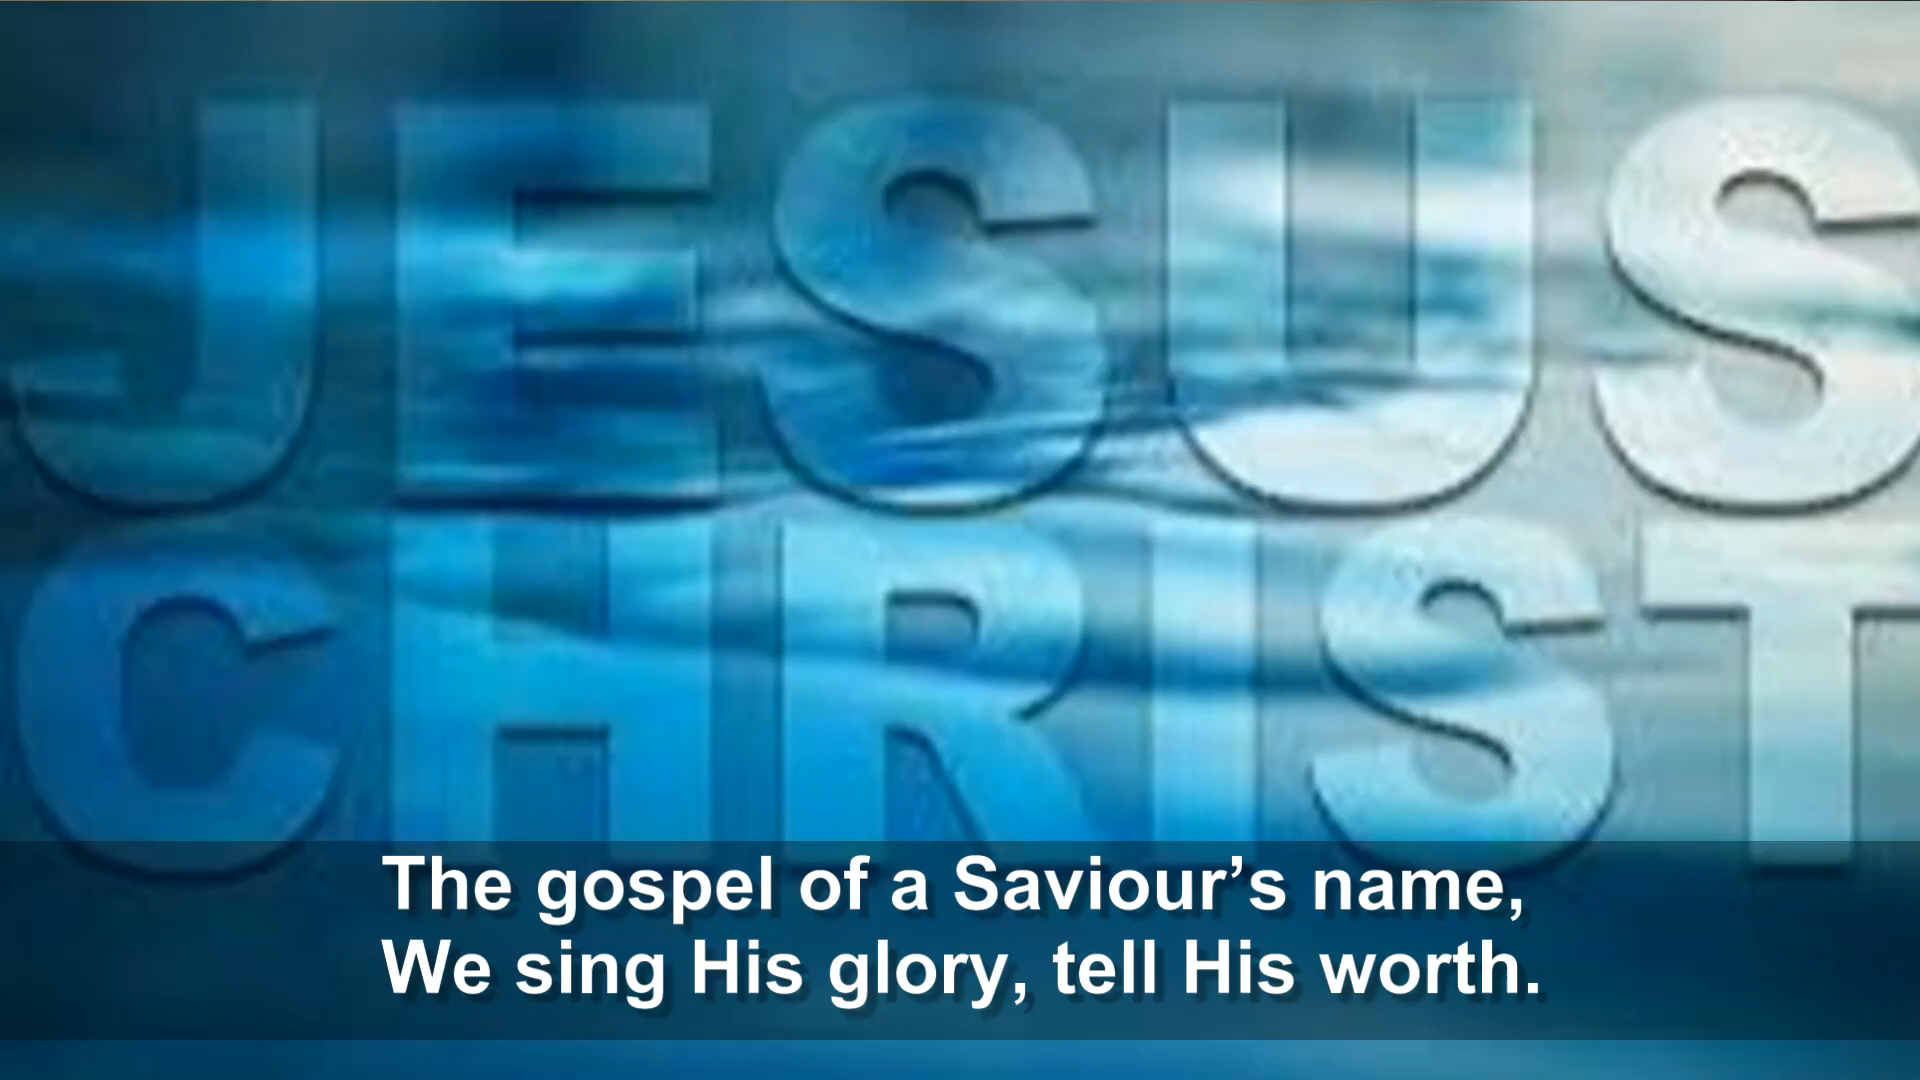 JESUS
CHRIST
The gospel of a Saviour’s name,
We sing His glory, tell His worth.